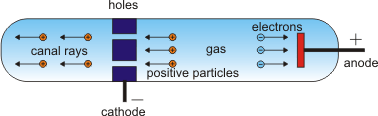 holes
electrons
+
canal rays
gas
anode
positive particles
−
cathode